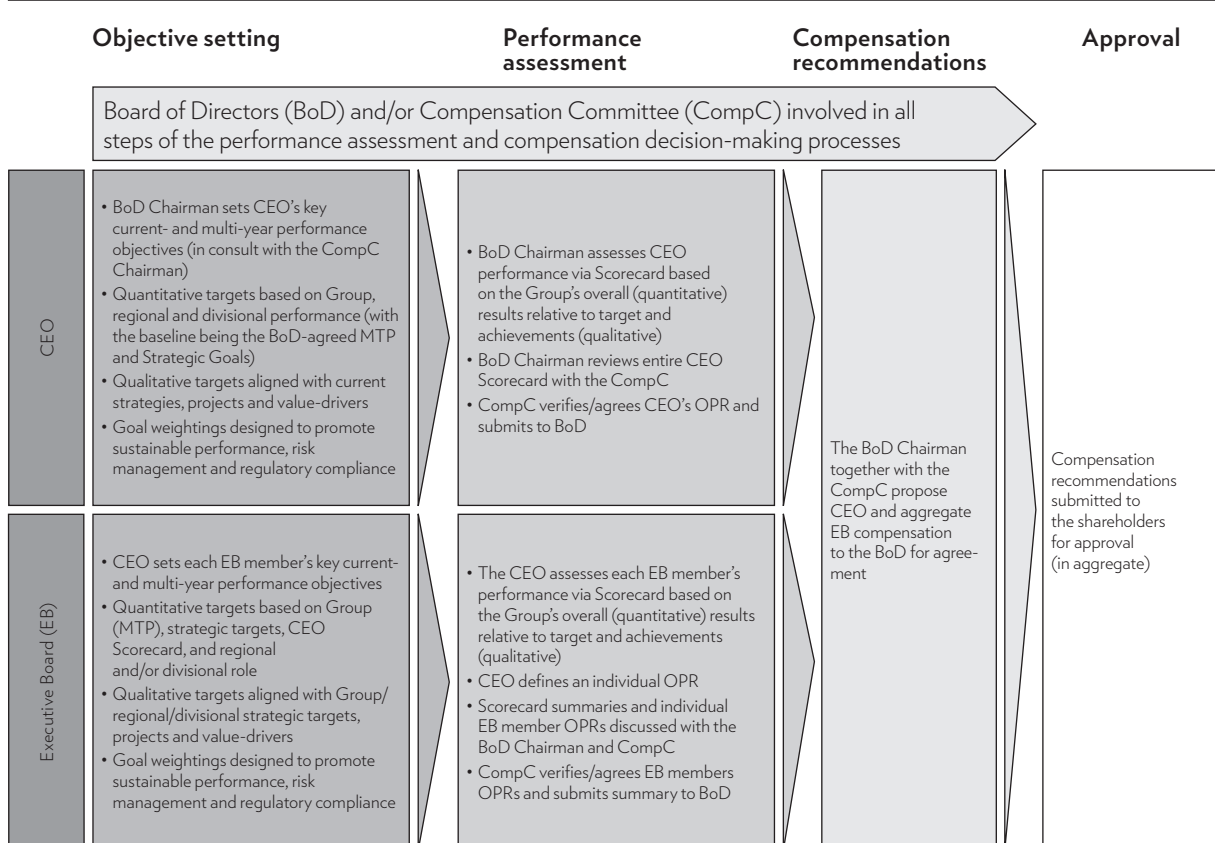 Objective setting
Performance
assessment
Compensation
recommendations
Approval
Board of Directors (BoD) and/or Compensation Committee (CompC) involved in all
steps of the performance assessment and compensation decision-making processes
CEO
• BoD Chairman sets CEO's key
current- and multi-year performance
objectives (in consult with the CompC
Chairman)
• Quantitative targets based on Group,
regional and divisional performance (with
the baseline being the BoD-agreed MTP
and Strategic Goals)
• Qualitative targets aligned with current
strategies, projects and value-drivers
• Goal weightings designed to promote
sustainable performance, risk
management and regulatory compliance
• BoD Chairman assesses CEO
performance via Scorecard based
on the Group's overall (quantitative)
results relative to target and
achievements (qualitative)
• BoD Chairman reviews entire CEO
Scorecard with the CompC
• CompC verifies/agrees CEO's OPR and
submits to BoD
Executive Board (EB)
• CEO sets each EB member's key current-
and multi-year performance objectives
• Quantitative targets based on Group
(MTP), strategic targets, CEO
Scorecard, and regional
and/or divisional role
• Qualitative targets aligned with Group/
regional/divisional strategic targets,
projects and value-drivers
• Goal weightings designed to promote
sustainable performance, risk
management and regulatory compliance
• The CEO assesses each EB member's
performance via Scorecard based on
the Group's overall (quantitative) results
relative to target and achievements
(qualitative)
• CEO defines an individual OPR
• Scorecard summaries and individual
EB member OPRs discussed with the
BoD Chairman and CompC
• CompC verifies/agrees EB members
OPRs and submits summary to BoD
The BoD Chairman
together with the
CompC propose
CEO and aggregate
EB compensation
to the BoD for agree-
ment
Compensation
recommendations
submitted to
the shareholders
for approval
(in aggregate)